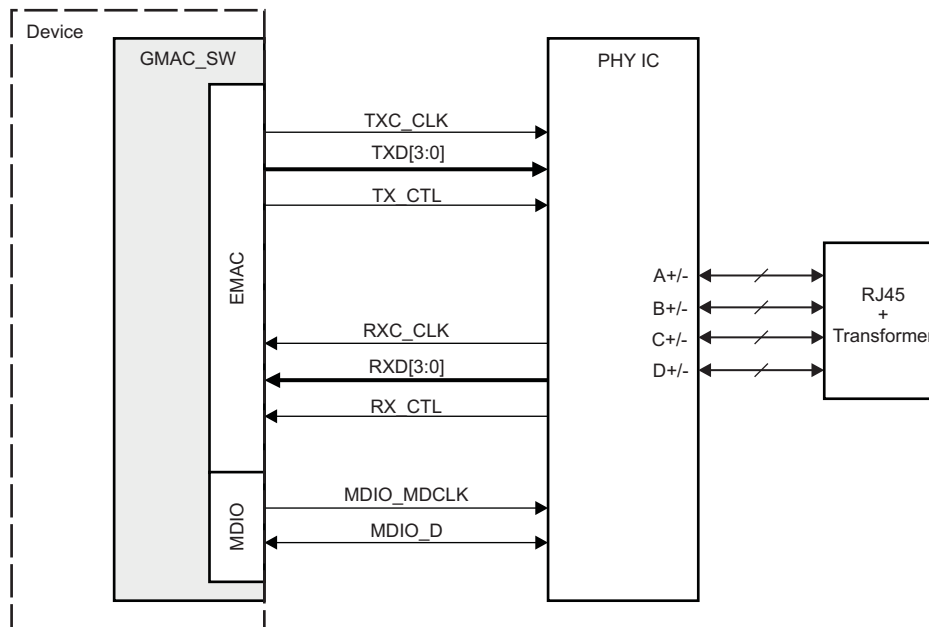 Device
GMAC_SW
PHY IC
TXC_CLK
TXD[3:0]
TX_CTL
EMAC
A+/-
B+/-
C+/-
D+/-
RJ45
+
Transformer
RXC_CLK
RXD[3:0]
RX_CTL
MDIO
MDIO_MDCLK
MDIO_D